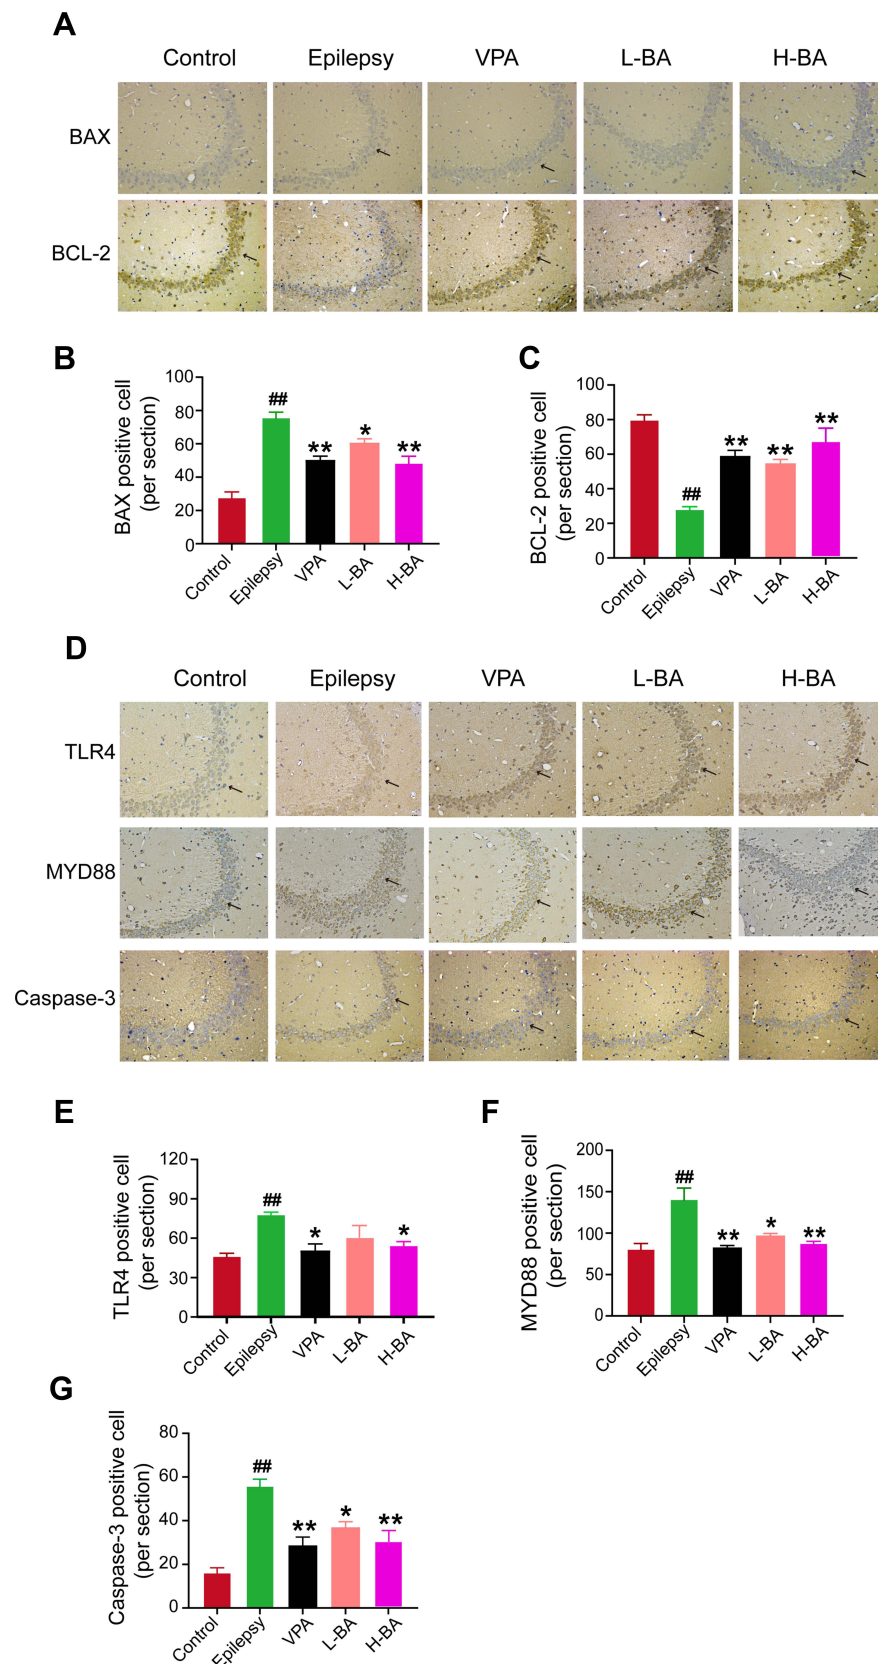 A
Control Epilepsy VPA L-BA H-BA
BAX
BCL-2
B
BAX positive cell
(per section)
100
80
60
40
20
0
##
**
*
**
Control Epilepsy VPA L-BA H-BA
C
BCL-2 positive cell
(per section)
100
80
60
40
20
0
##
**
**
**
Control Epilepsy VPA L-BA H-BA
D
Control Epilepsy VPA L-BA H-BA
TLR4
MYD88
Caspase-3
E
TLR4 positive cell
(per section)
120
90
60
30
0
##
*
*
Control Epilepsy VPA L-BA H-BA
F
MYD88 positive cell
(per section)
200
150
100
50
0
##
**
*
**
Control Epilepsy VPA L-BA H-BA
G
Caspase-3 positive cell
(per section)
80
60
40
20
0
##
**
*
**
Control Epilepsy VPA L-BA H-BA